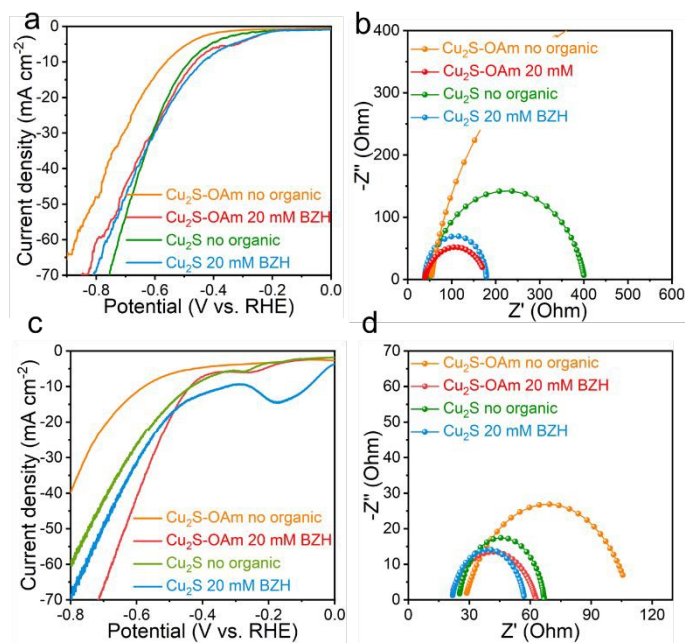 a
Current density (mA cm⁻²)
0
-10
-20
-30
-40
-50
-60
-70
-0.8
-0.6
-0.4
-0.2
0.0
Potential (V vs. RHE)
Cu₂S-OAm no organic
Cu₂S-OAm 20 mM BZH
Cu₂S no organic
Cu₂S 20 mM BZH
b
-Z'' (Ohm)
400
300
200
100
0
0
100
200
300
400
500
600
Z' (Ohm)
Cu₂S-OAm no organic
Cu₂S-OAm 20 mM
Cu₂S no organic
Cu₂S 20 mM BZH
c
Current density (mA cm⁻²)
0
-10
-20
-30
-40
-50
-60
-70
-0.8
-0.6
-0.4
-0.2
0.0
Potential (V vs. RHE)
Cu₂S-OAm no organic
Cu₂S-OAm 20 mM BZH
Cu₂S no organic
Cu₂S 20 mM BZH
d
-Z'' (Ohm)
70
60
50
40
30
20
10
0
0
30
60
90
120
Z' (Ohm)
Cu₂S-OAm no organic
Cu₂S-OAm 20 mM BZH
Cu₂S no organic
Cu₂S 20 mM BZH